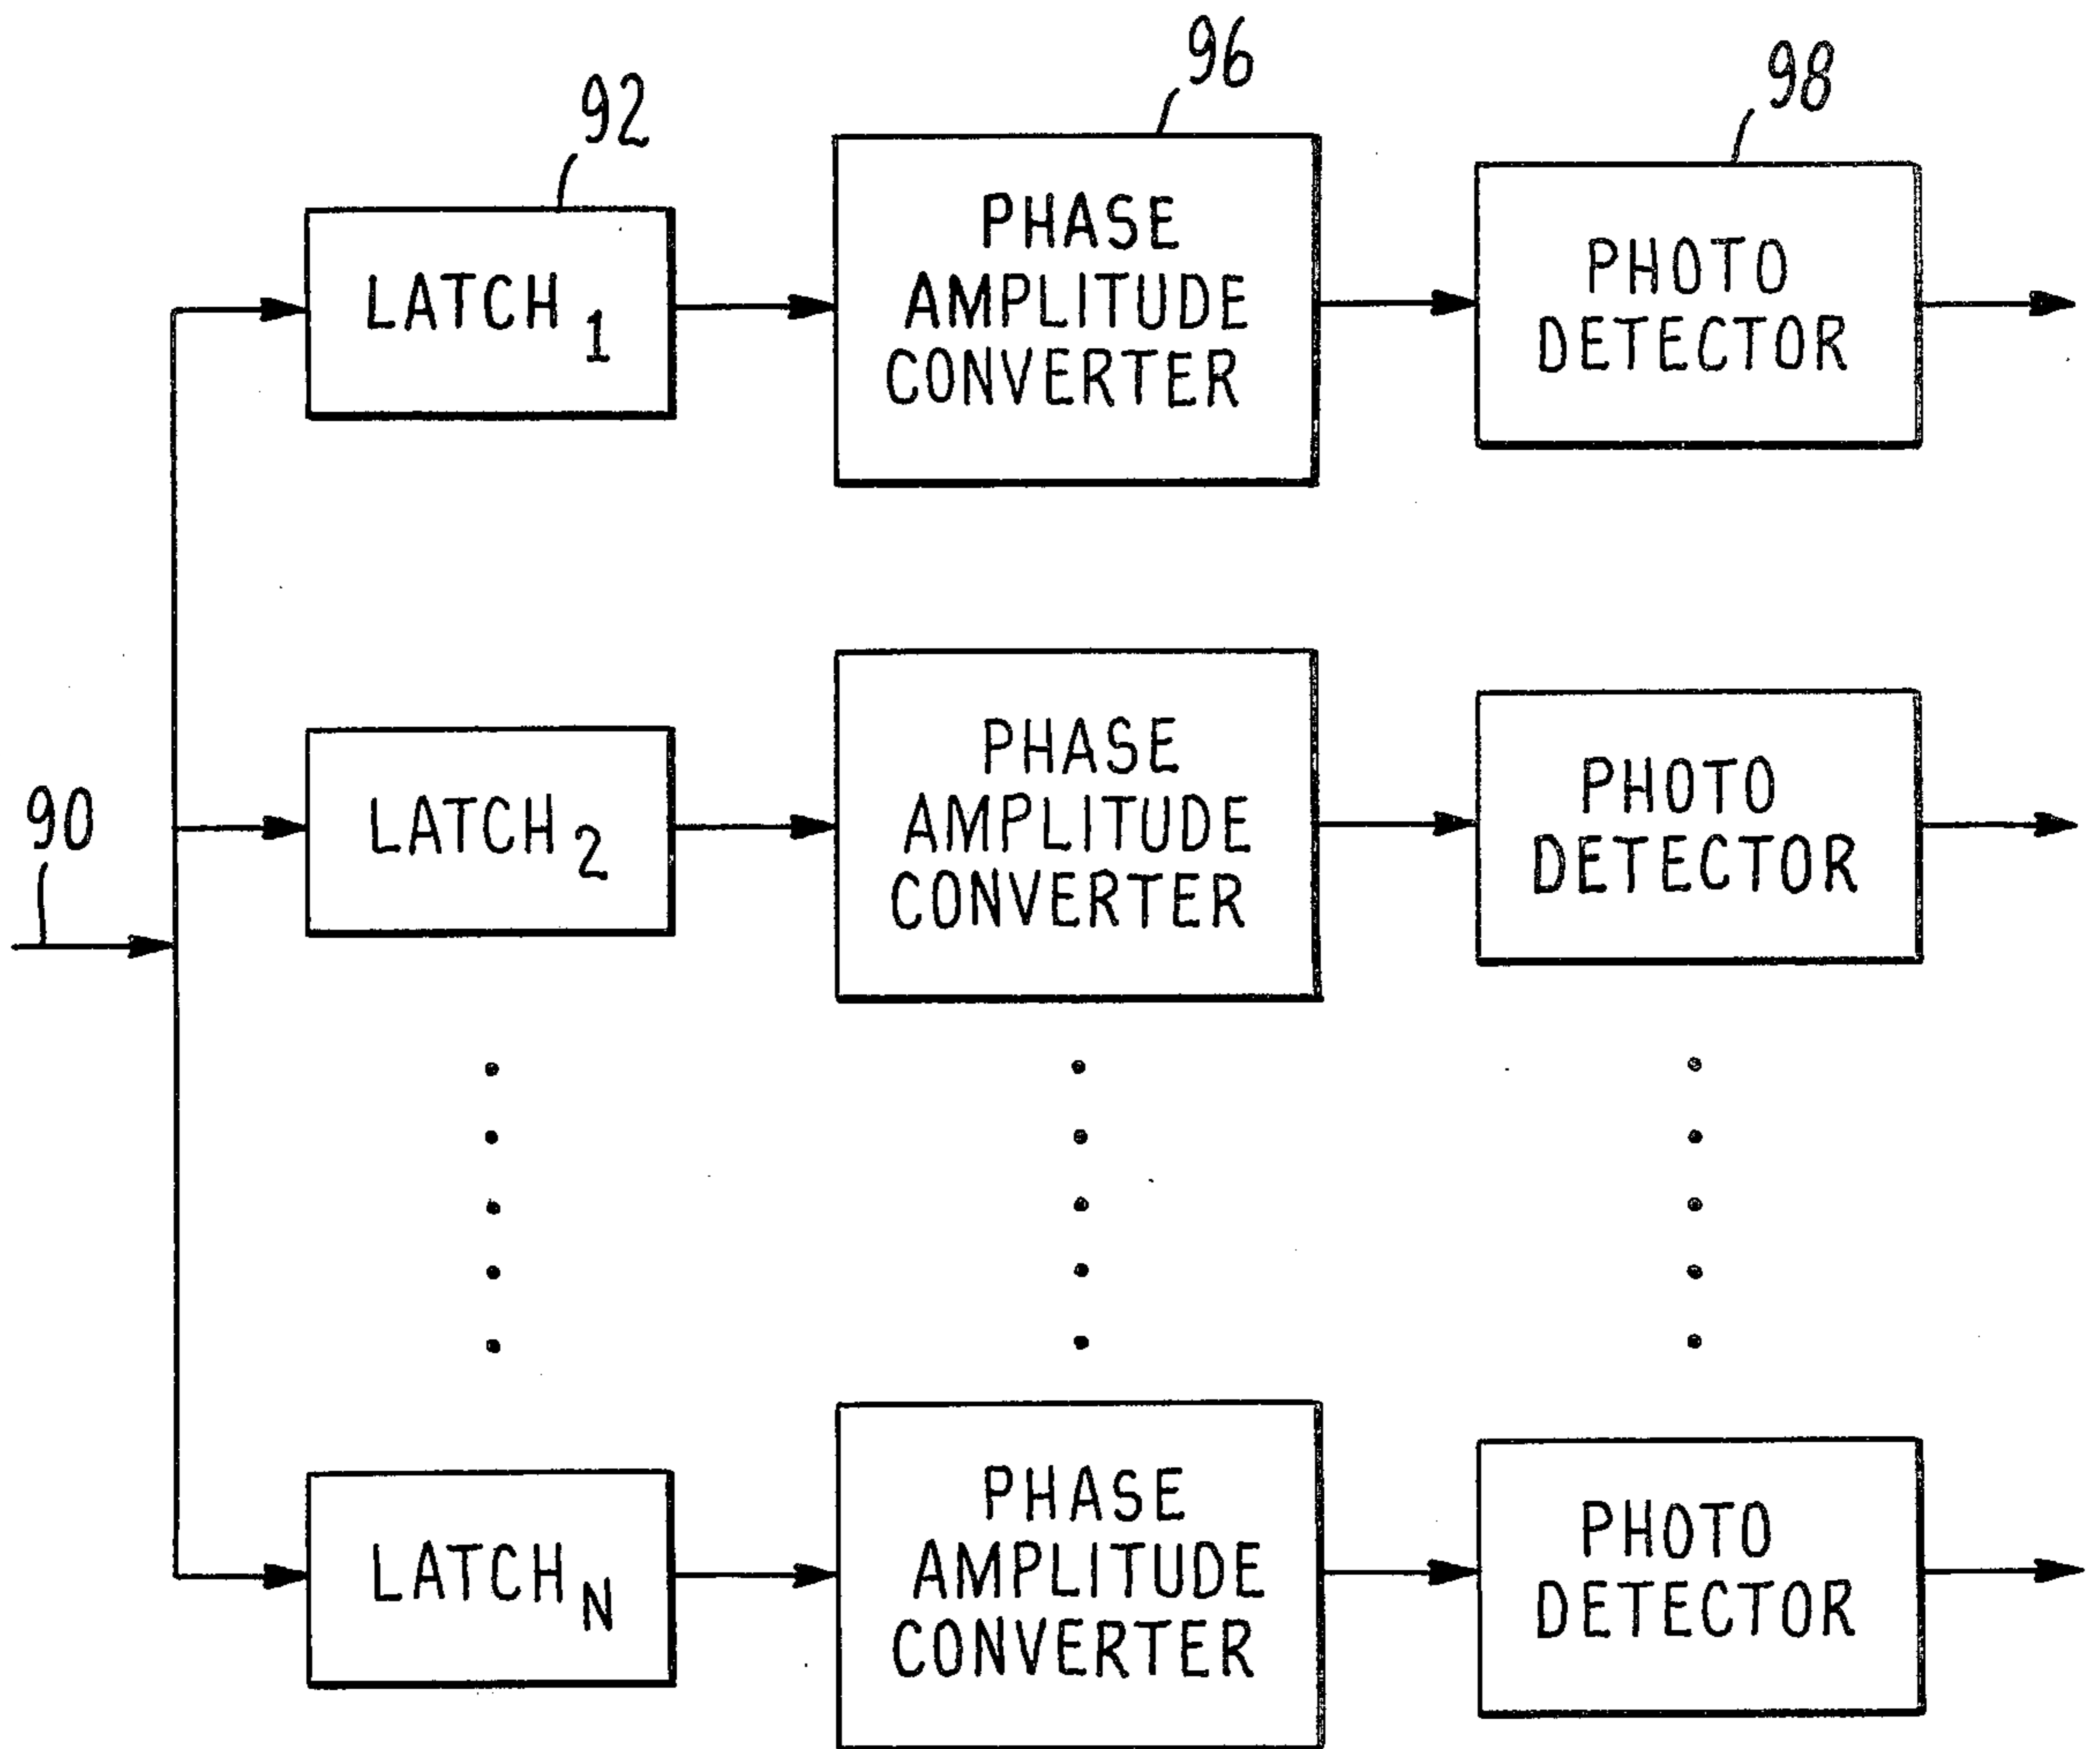 96
98
92
PHASE
AMPLITUDE
CONVERTER
PHOTO
DETECTOR
LATCH 1
PHASE
AMPLITUDE
CONVERTER
PHOTO
DETECTOR
LATCH 2
90
PHASE
AMPLITUDE
CONVERTER
PHOTO
DETECTOR
LATCH N